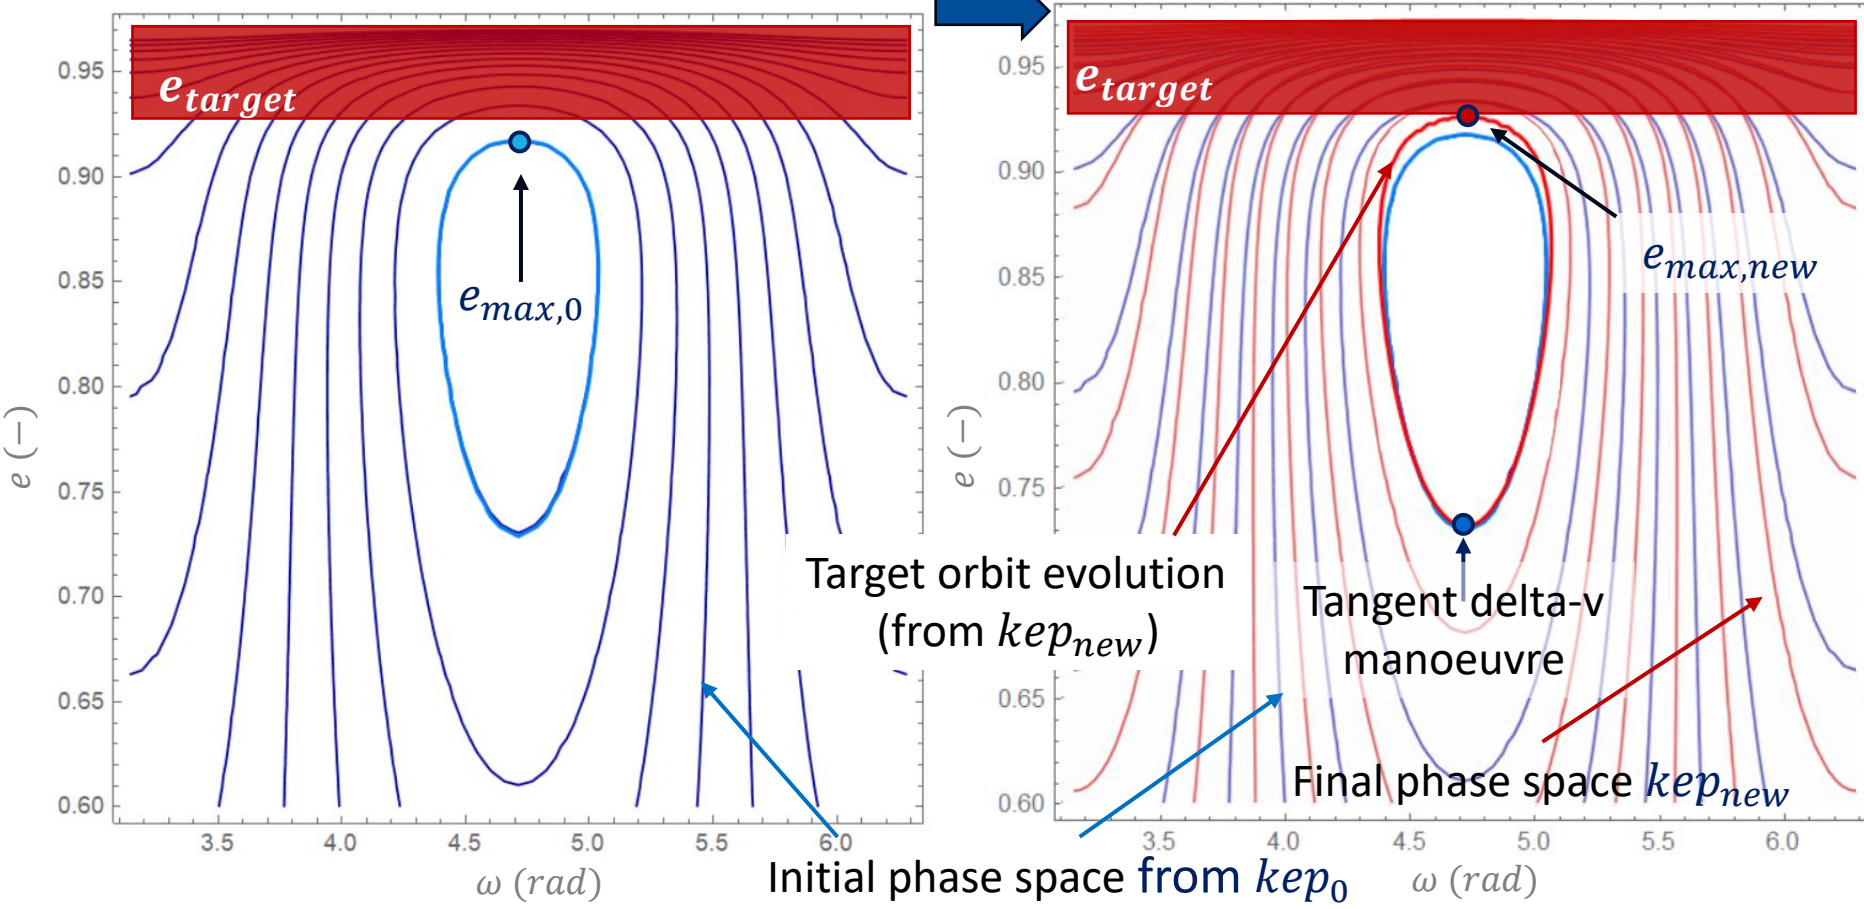 e_target
0.95
0.90
0.85
0.80
0.75
0.70
0.65
0.60
e (−)
e_max,0
3.5 4.0 4.5 5.0 5.5 6.0
ω (rad)
e_target
0.95
0.90
0.85
0.80
0.75
0.65
0.60
e (−)
e_max,new
Target orbit evolution
(from kep_new)
Tangent delta-v
manoeuvre
Final phase space kep_new
3.5 4.0 4.5 5.0 5.5 6.0
Initial phase space from kep_0
ω (rad)